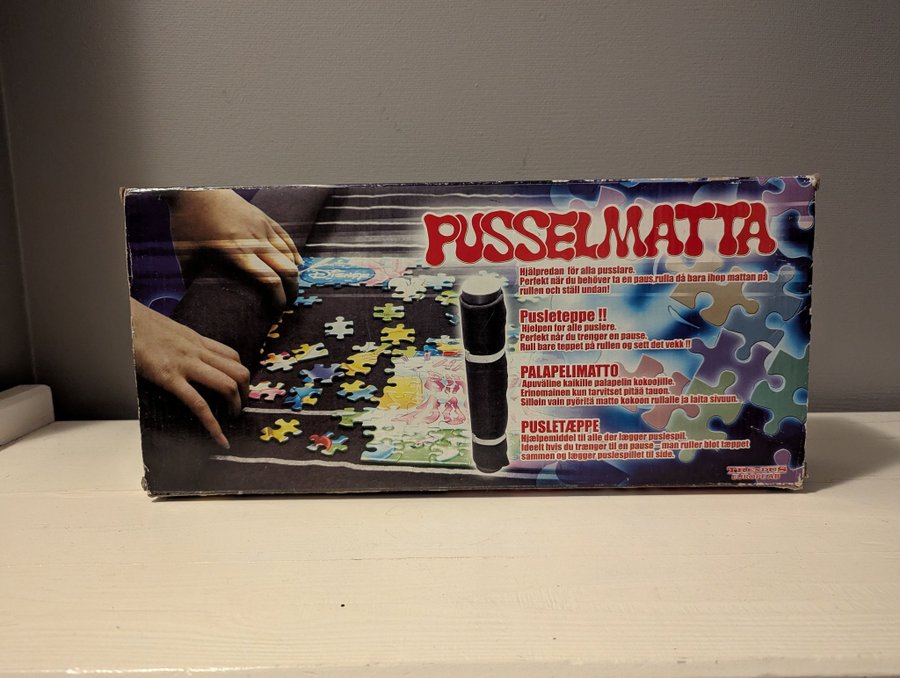 PUSSELMATTA
Hjälpredan för alla pusslare.
Perfekt när du behöver ta en paus,rulla då bara ihop mattan på
rullen och ställ undan!
Pusleteppe !!
Hjelpen for alle puslere.
Perfekt når du trenger en pause.
Rull bare teppet på rullen og sett det vekk !!
PALAPELIMATTO
Apuväline kaikille palapelin kokoojille.
Erinomainen kun tarvitset pitää tauon.
Silloin vain pyöritä matto kokoon rullalle ja laita sivuun.
PUSLETÆPPE
Hjælpemiddel til alle der lægger puslespil.
Ideelt hvis du trænger til en pause - man ruller blot tæppet
sammen og lægger puslespillet til side.
DISNEY
EUROPEAN